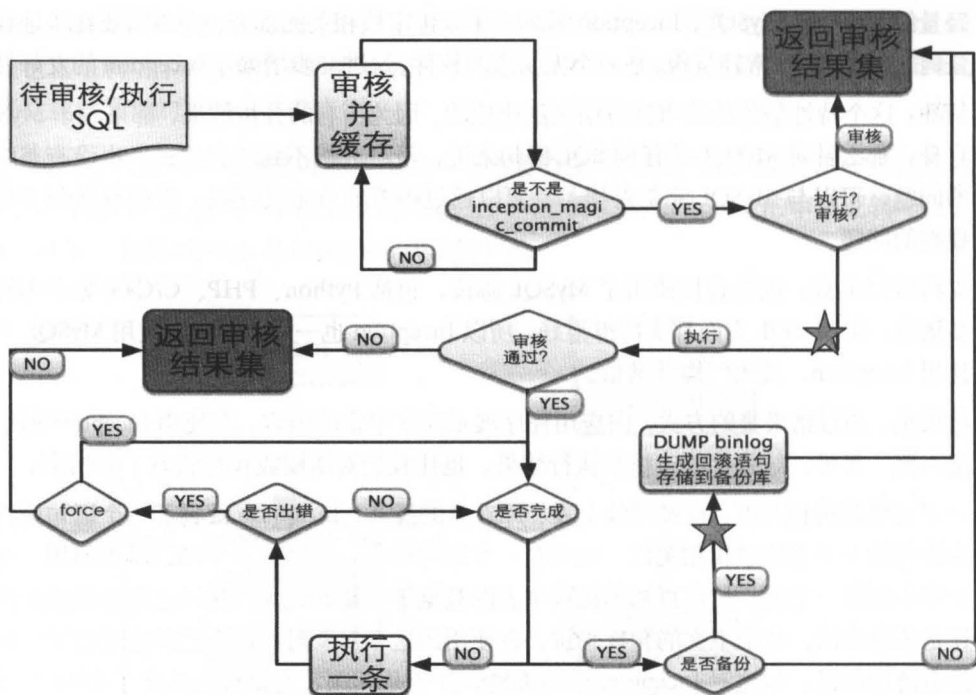 返回审核
结果集
待审核/执行
SQL
审核
并
缓存
审核
是不是
inception_magi
c_commit
YES
执行?
审核?
NO
返回审核
结果集
NO
NO
审核
通过?
执行
YES
YES
DUMP binlog
生成回滚语句
存储到备份库
force
YES
是否出错
NO
是否完成
YES
执行
一条
NO
YES
是否备份
NO